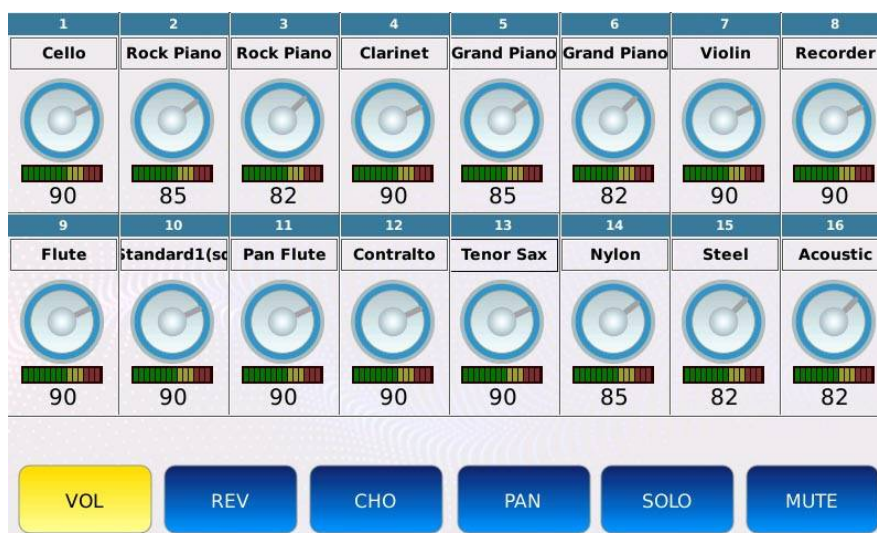 1 2 3 4 5 6 7 8
Cello Rock Piano Rock Piano Clarinet Grand Piano Grand Piano Violin Recorder
90 85 82 90 85 82 90 90
9 10 11 12 13 14 15 16
Flute Standard1(sc Pan Flute Contralto Tenor Sax Nylon Steel Acoustic
90 90 90 90 90 85 82 82
VOL REV CHO PAN SOLO MUTE